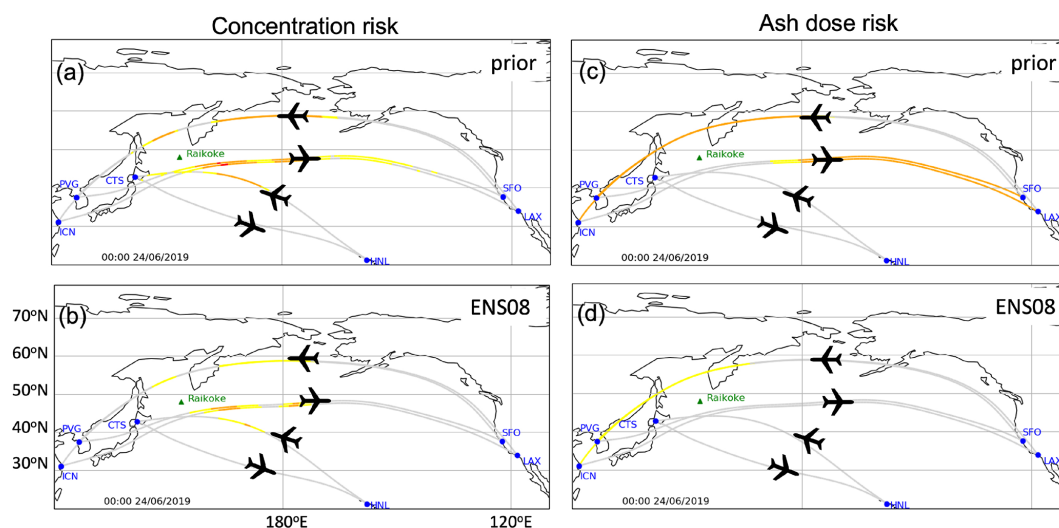 Concentration risk
Ash dose risk
(a)
prior
Raikoke
PVG
CTS
ICN
SFO
LAX
HNL
00:00 24/06/2019
(c)
prior
Raikoke
PVG
CTS
ICN
SFO
LAX
HNL
00:00 24/06/2019
(b)
ENS08
70ºN
60ºN
50ºN
40ºN
30ºN
Raikoke
PVG
CTS
ICN
SFO
LAX
HNL
00:00 24/06/2019
180ºE
120ºE
(d)
ENS08
Raikoke
PVG
CTS
ICN
SFO
LAX
HNL
00:00 24/06/2019